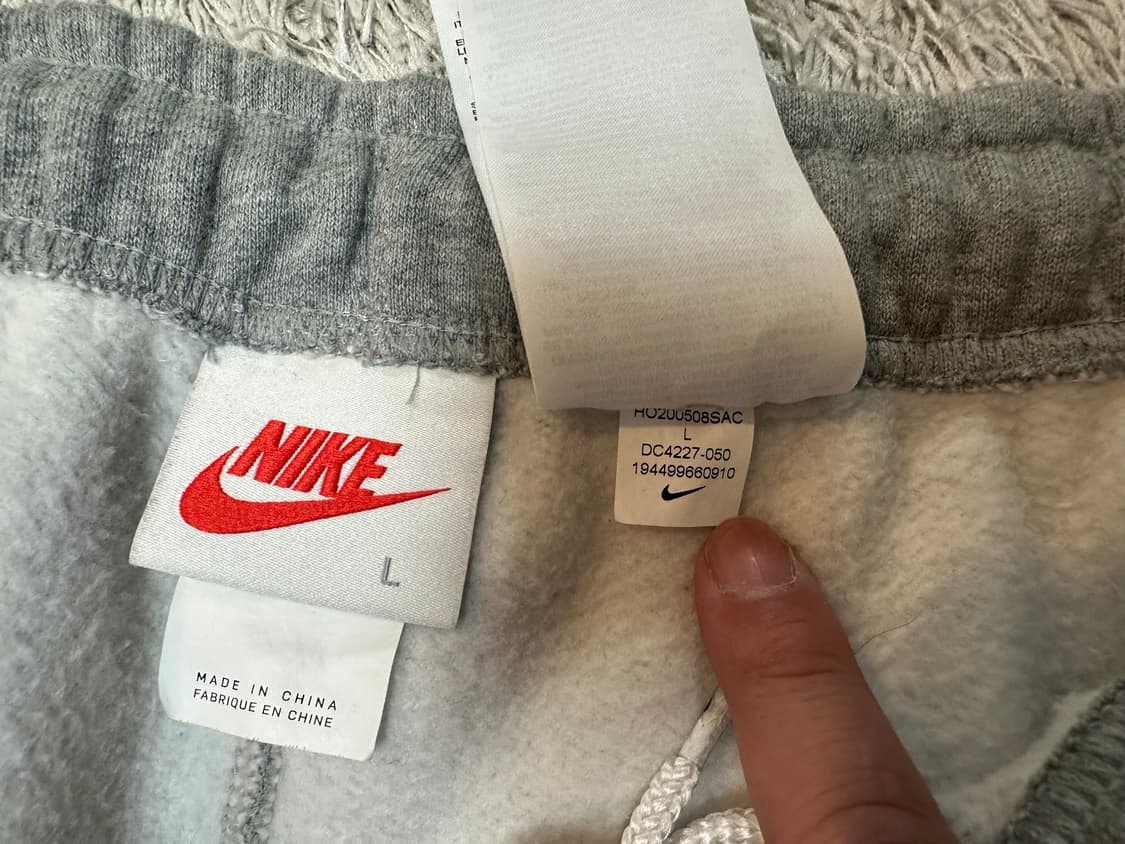 NIKE
L
MADE IN CHINA
FABRIQUE EN CHINE
HO200508SAC
L
DC4227-050
194499660910